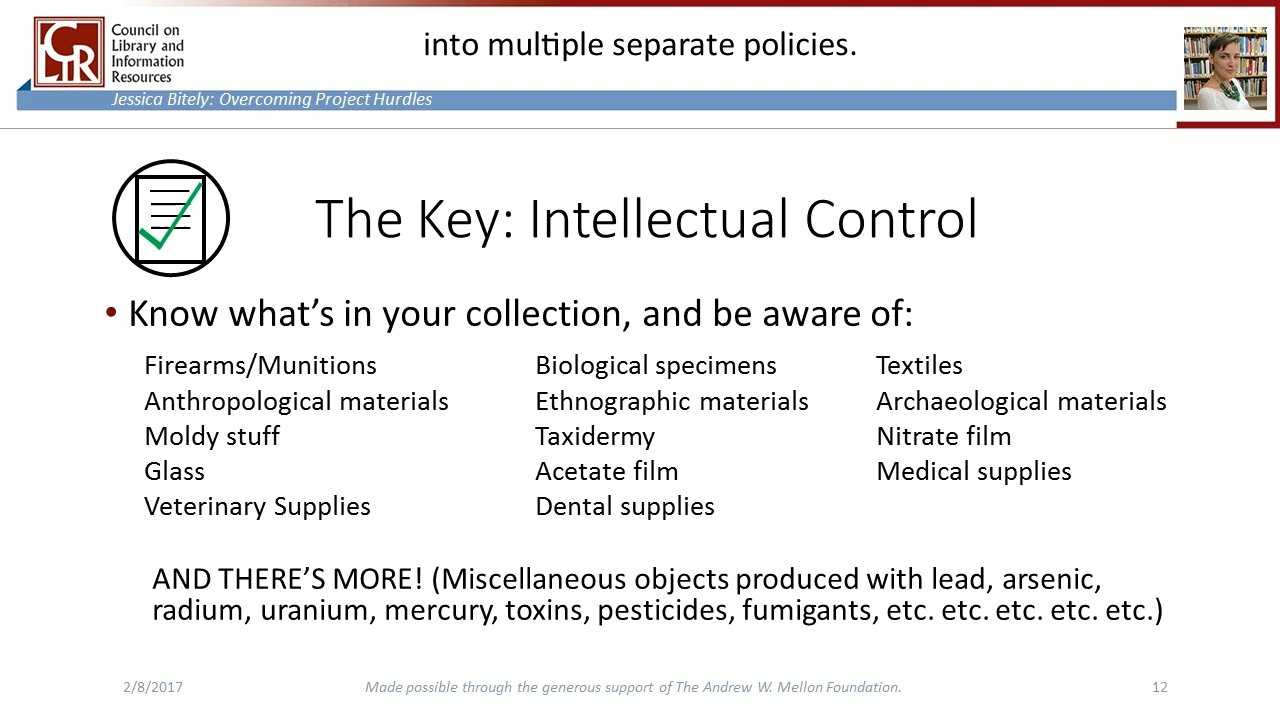 CLIR
Council on
Library and
Information
Resources
into multiple separate policies.
Jessica Bitely: Overcoming Project Hurdles
The Key: Intellectual Control
• Know what’s in your collection, and be aware of:
Firearms/Munitions Biological specimens Textiles
Anthropological materials Ethnographic materials Archaeological materials
Moldy stuff Taxidermy Nitrate film
Glass Acetate film Medical supplies
Veterinary Supplies Dental supplies
AND THERE’S MORE! (Miscellaneous objects produced with lead, arsenic,
radium, uranium, mercury, toxins, pesticides, fumigants, etc. etc. etc. etc. etc.)
2/8/2017 Made possible through the generous support of The Andrew W. Mellon Foundation. 12